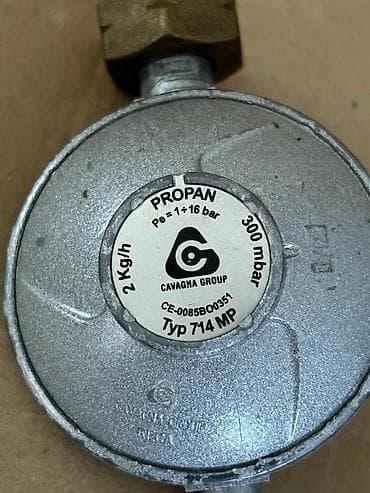 PROPAN
Pe = 1÷16 bar
2 Kg/h
300 mbar
CAVAGNA GROUP
CE-0085BO0351
Typ 714 MP